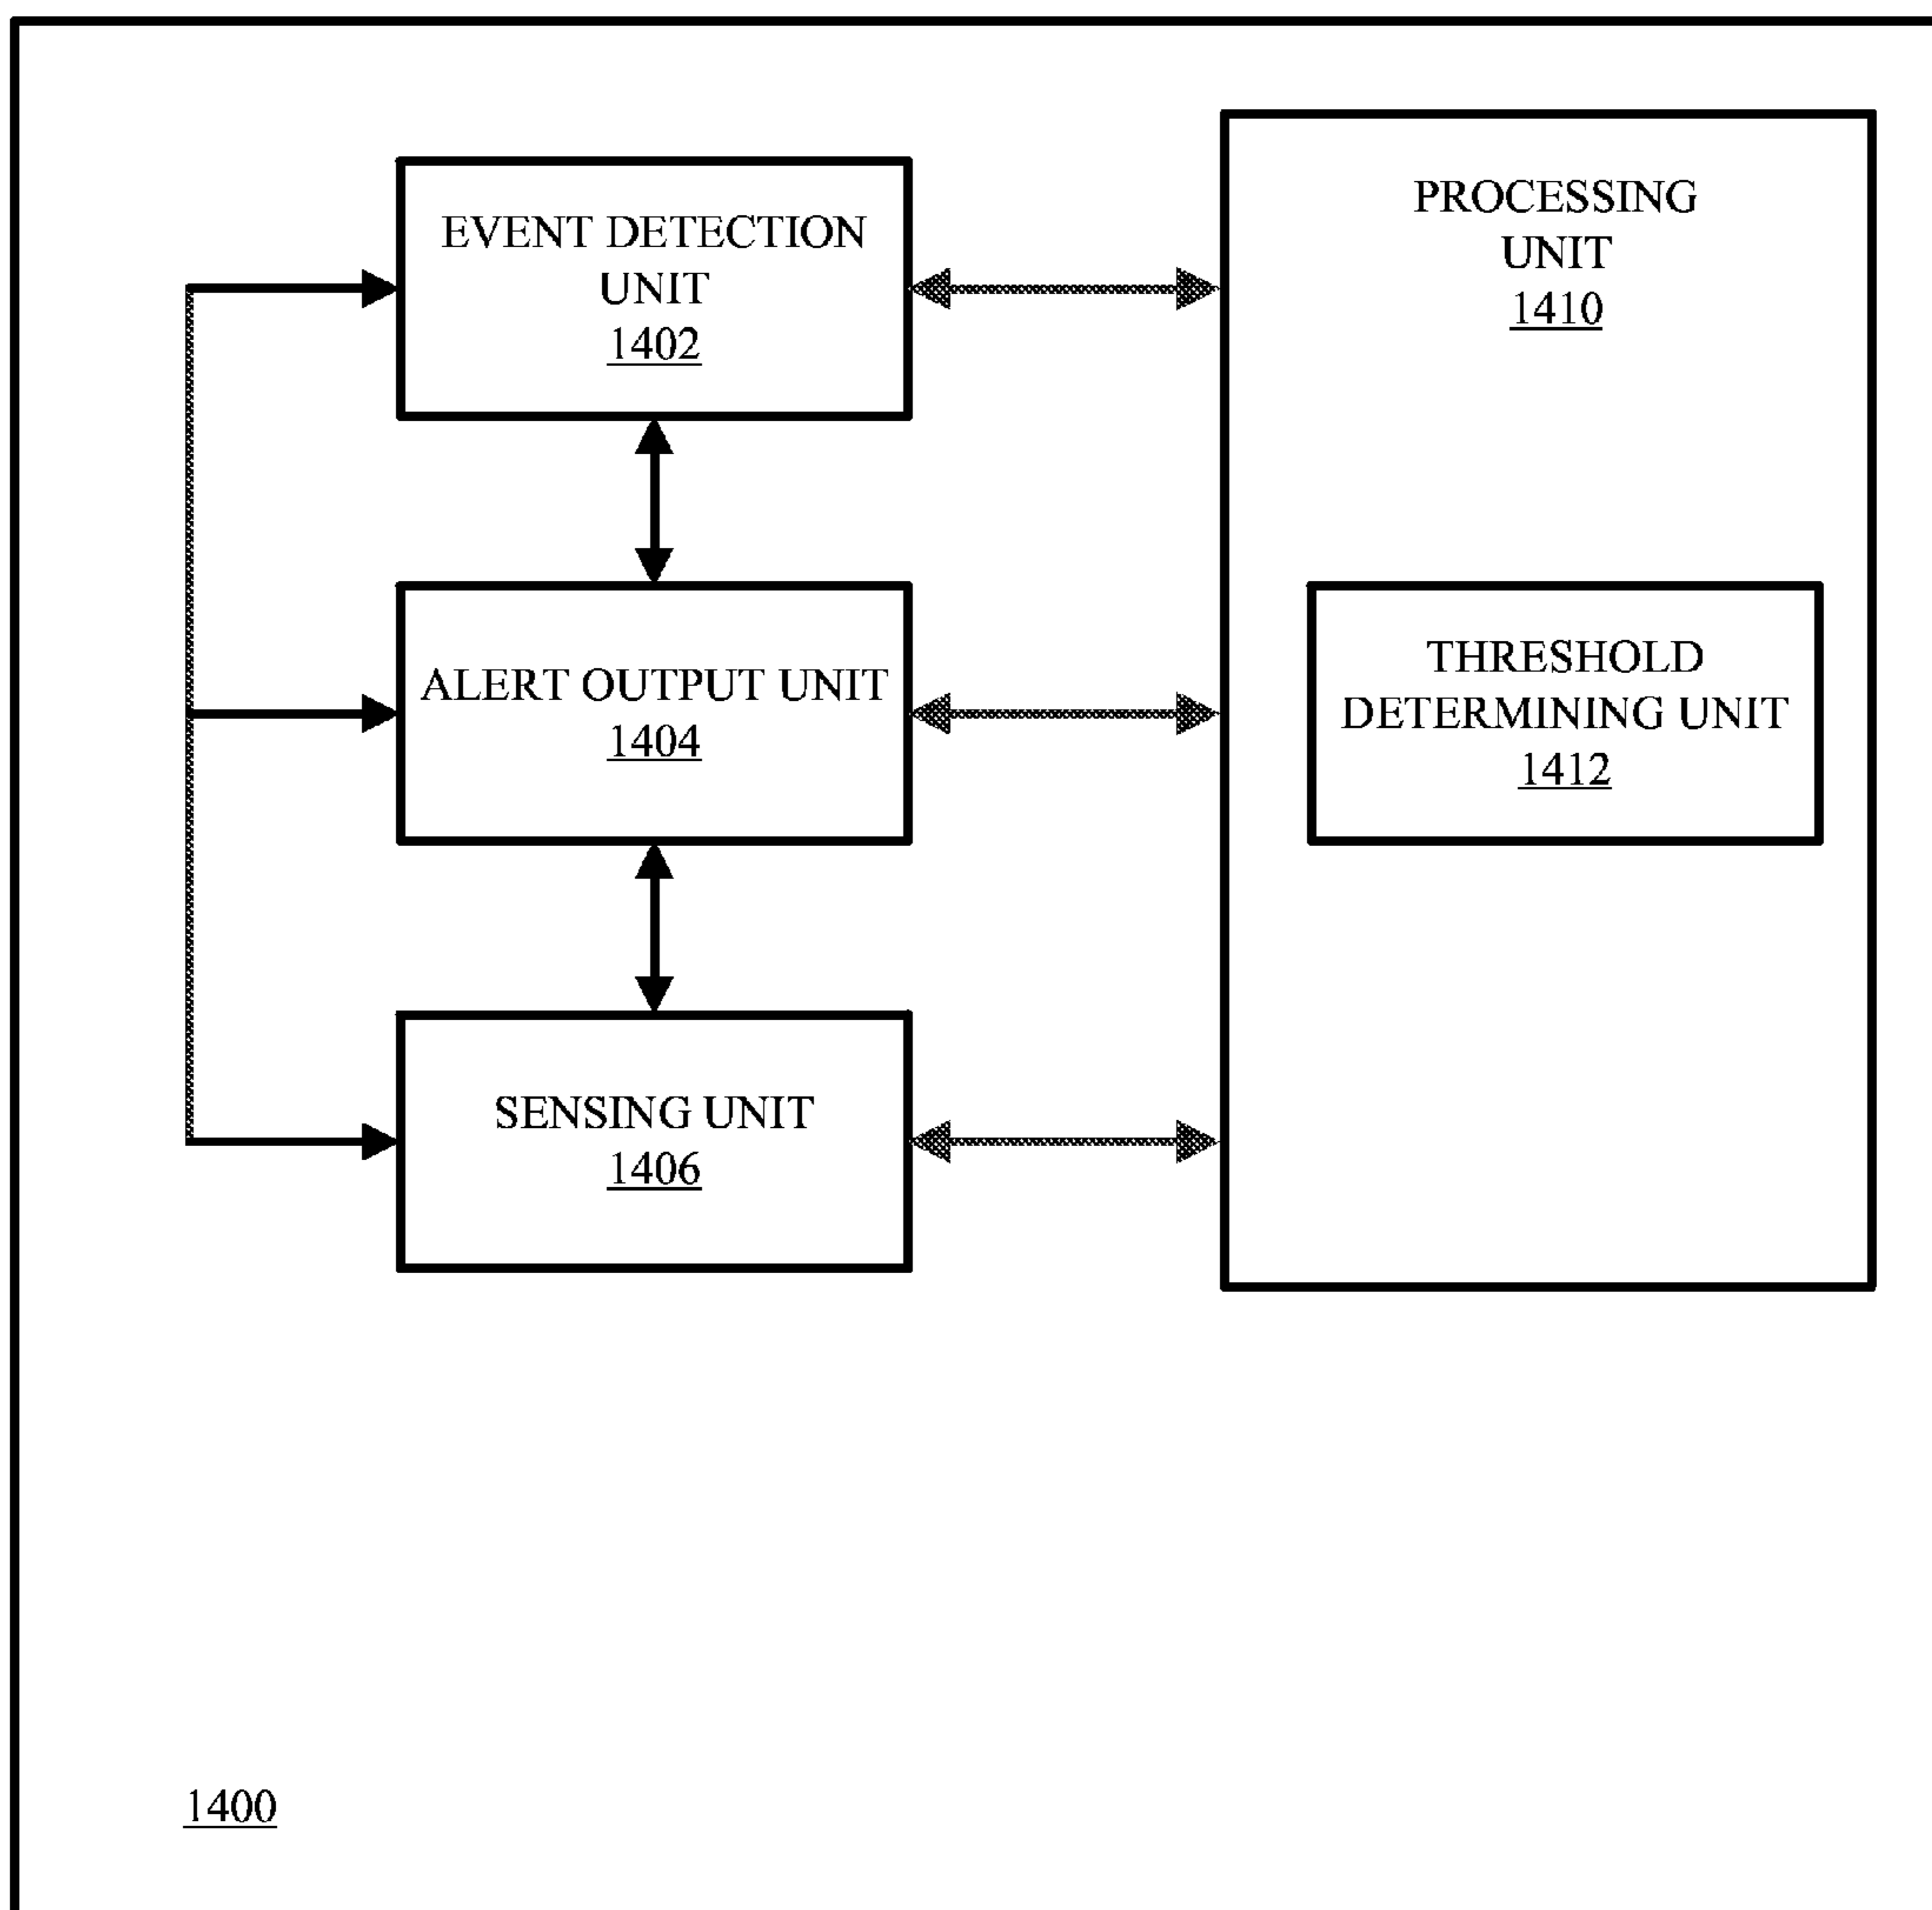 EVENT DETECTION
UNIT
1402
PROCESSING
UNIT
1410
ALERT OUTPUT UNIT
1404
THRESHOLD
DETERMINING UNIT
1412
SENSING UNIT
1406
1400